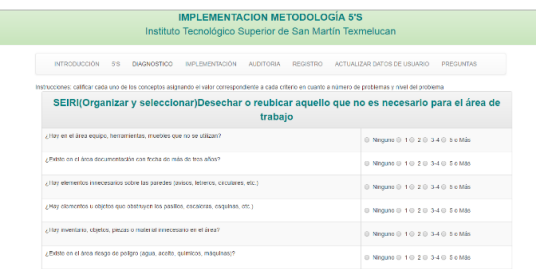 IMPLEMENTACION METODOLOGÍA 5'S
Instituto Tecnológico Superior de San Martín Texmelucan
INTRODUCCIÓN 5'S DIAGNOSTICO IMPLEMENTACIÓN AUDITORIA REGISTRO ACTUALIZAR DATOS DE USUARIO PREGUNTAS
Instrucciones: calificar cada uno de los conceptos asignando el valor correspondiente a cada criterio en cuanto a número de problemas y nivel del problema
SEIRI(Organizar y seleccionar)Desechar o reubicar aquello que no es necesario para el área de
trabajo
¿Hay en el área equipo, herramientas, muebles que no se utilizan? Ninguno 1 2 3-4 5 o Más
¿Existe en el área documentación con fecha de más de tres años? Ninguno 1 2 3-4 5 o Más
¿Hay elementos innecesarios sobre las paredes (avisos, letreros, circulares, etc.) Ninguno 1 2 3-4 5 o Más
¿Hay elementos u objetos que obstruyen los pasillos, escaleras, esquinas, etc.) Ninguno 1 2 3-4 5 o Más
¿Hay inventario, objetos, piezas o material innecesario en el área? Ninguno 1 2 3-4 5 o Más
¿Existe en el área riesgo de peligro (agua, aceite, químicos, máquinas)? Ninguno 1 2 3-4 5 o Más